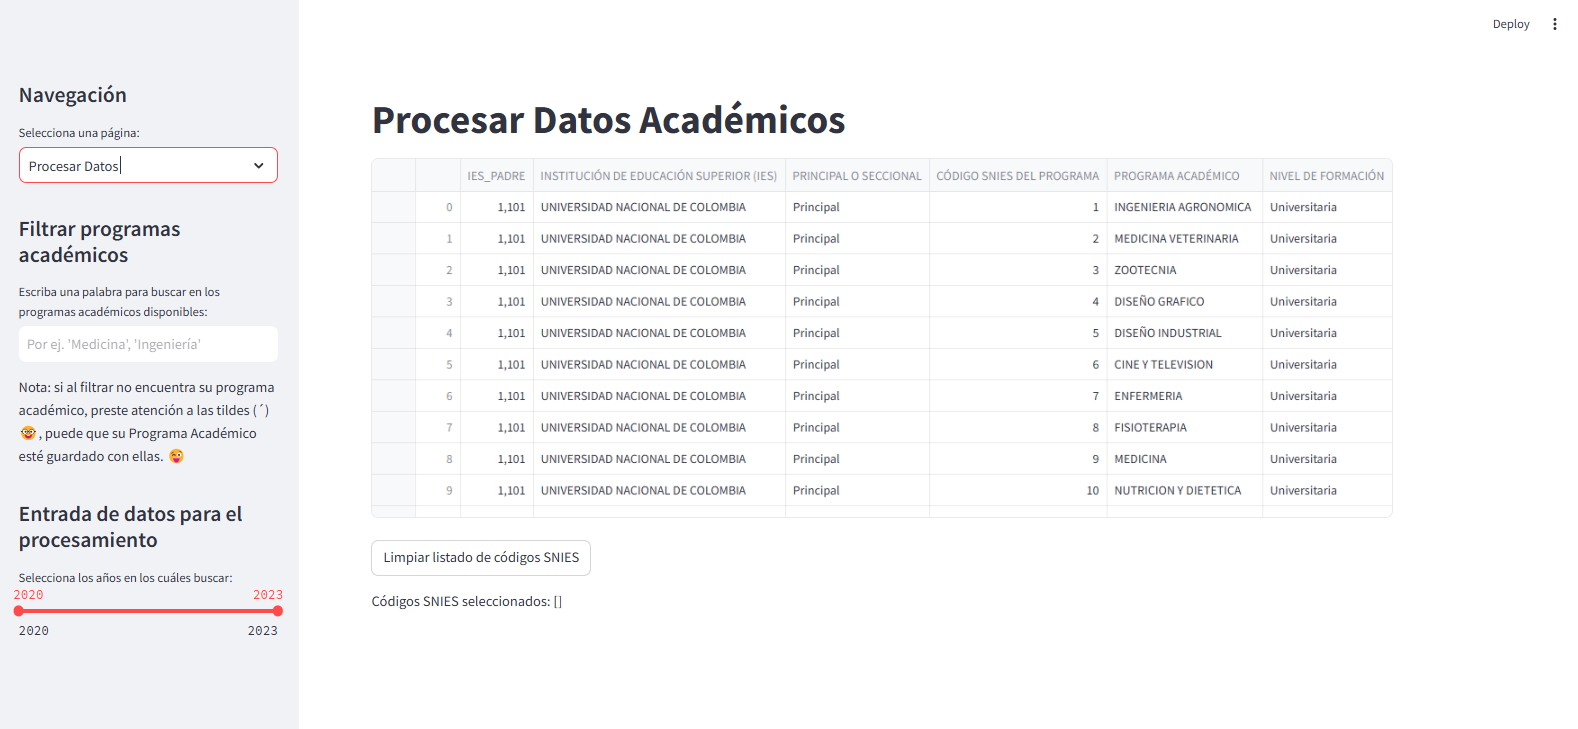 Deploy
Navegación
Selecciona una página:
Procesar Datos
Filtrar programas
académicos
Escriba una palabra para buscar en los
programas académicos disponibles:
Por ej. 'Medicina', 'Ingeniería'
Nota: si al filtrar no encuentra su programa
académico, preste atención a las tildes (´)
🤓, puede que su Programa Académico
esté guardado con ellas. 😜
Entrada de datos para el
procesamiento
Selecciona los años en los cuáles buscar:
2020 2023
2020 2023
Procesar Datos Académicos
IES_PADRE INSTITUCIÓN DE EDUCACIÓN SUPERIOR (IES) PRINCIPAL O SECCIONAL CÓDIGO SNIES DEL PROGRAMA PROGRAMA ACADÉMICO NIVEL DE FORMACIÓN
0 1,101 UNIVERSIDAD NACIONAL DE COLOMBIA Principal 1 INGENIERIA AGRONOMICA Universitaria
1 1,101 UNIVERSIDAD NACIONAL DE COLOMBIA Principal 2 MEDICINA VETERINARIA Universitaria
2 1,101 UNIVERSIDAD NACIONAL DE COLOMBIA Principal 3 ZOOTECNIA Universitaria
3 1,101 UNIVERSIDAD NACIONAL DE COLOMBIA Principal 4 DISEÑO GRAFICO Universitaria
4 1,101 UNIVERSIDAD NACIONAL DE COLOMBIA Principal 5 DISEÑO INDUSTRIAL Universitaria
5 1,101 UNIVERSIDAD NACIONAL DE COLOMBIA Principal 6 CINE Y TELEVISION Universitaria
6 1,101 UNIVERSIDAD NACIONAL DE COLOMBIA Principal 7 ENFERMERIA Universitaria
7 1,101 UNIVERSIDAD NACIONAL DE COLOMBIA Principal 8 FISIOTERAPIA Universitaria
8 1,101 UNIVERSIDAD NACIONAL DE COLOMBIA Principal 9 MEDICINA Universitaria
9 1,101 UNIVERSIDAD NACIONAL DE COLOMBIA Principal 10 NUTRICION Y DIETETICA Universitaria
Limpiar listado de códigos SNIES
Códigos SNIES seleccionados: []